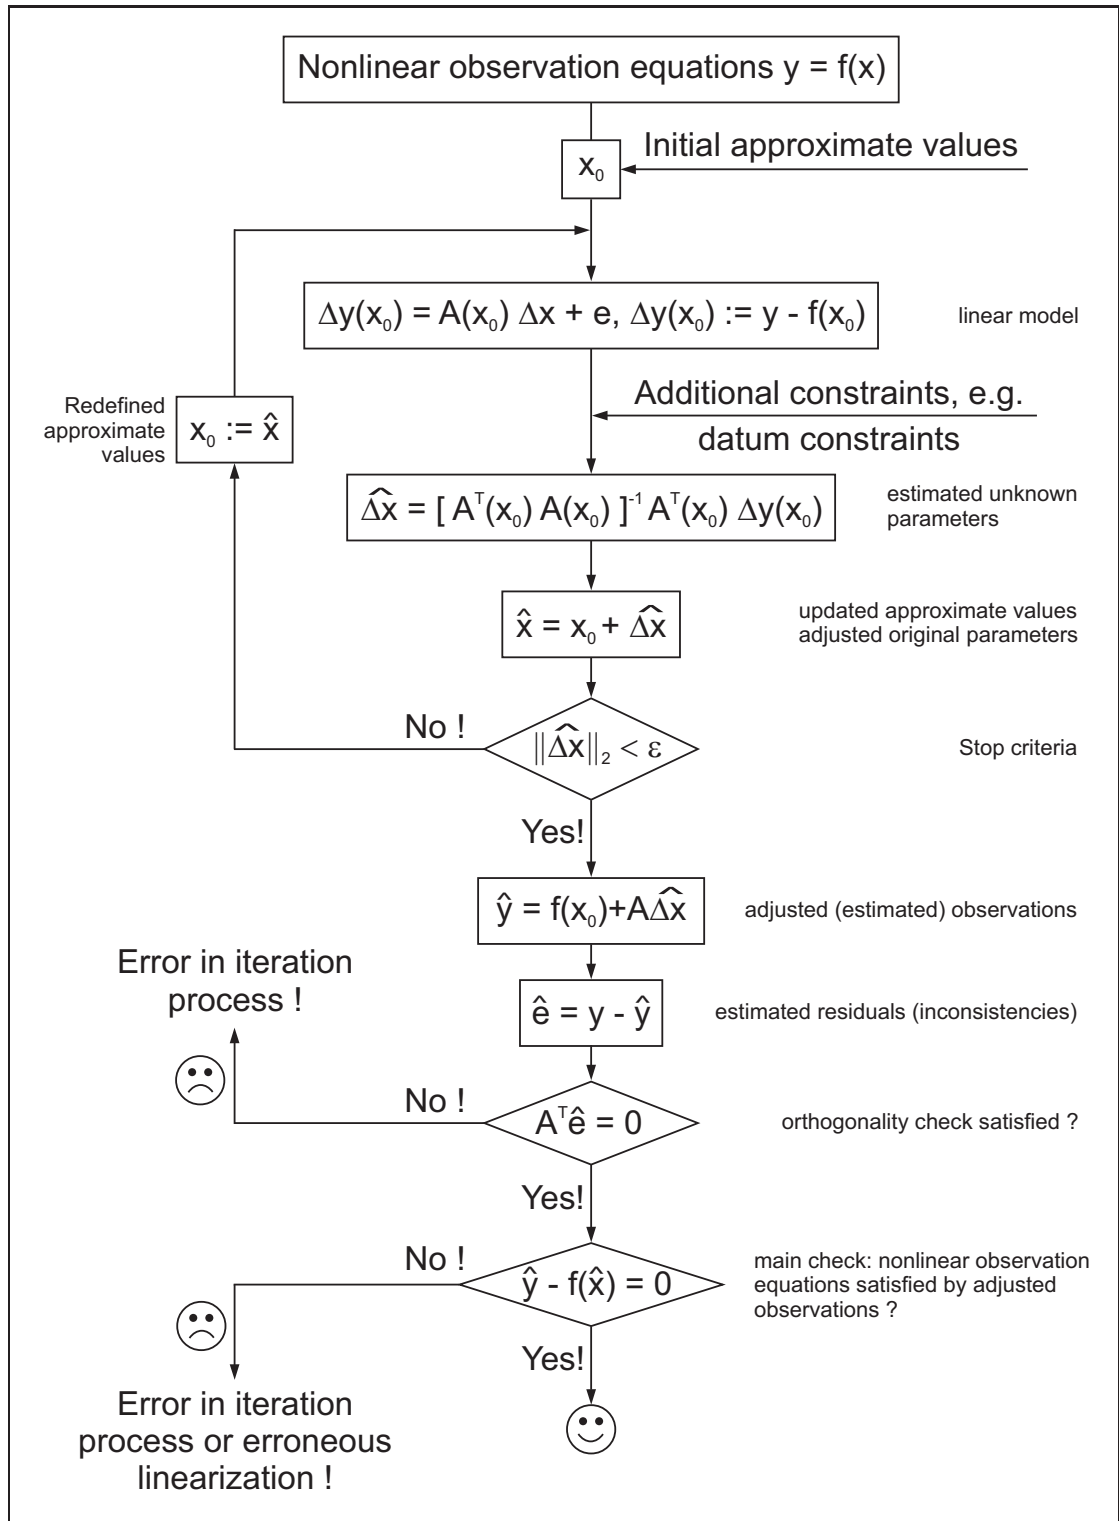 Nonlinear observation equations y = f(x)
Initial approximate values
x₀
Δy(x₀) = A(x₀) Δx + e, Δy(x₀) := y - f(x₀)
linear model
Additional constraints, e.g.
datum constraints
Redefined
approximate
values
x₀ := x̂
Δx̂ = [ Aᵀ(x₀) A(x₀) ]⁻¹ Aᵀ(x₀) Δy(x₀)
estimated unknown
parameters
x̂ = x₀ + Δx̂
updated approximate values
adjusted original parameters
No !
||Δx̂||₂ < ε
Stop criteria
Yes!
ŷ = f(x₀)+AΔx̂
adjusted (estimated) observations
Error in iteration
process !
ê = y - ŷ
estimated residuals (inconsistencies)
No !
Aᵀê = 0
orthogonality check satisfied ?
Yes!
No !
ŷ - f(x̂) = 0
main check: nonlinear observation
equations satisfied by adjusted
observations ?
Yes!
Error in iteration
process or erroneous
linearization !